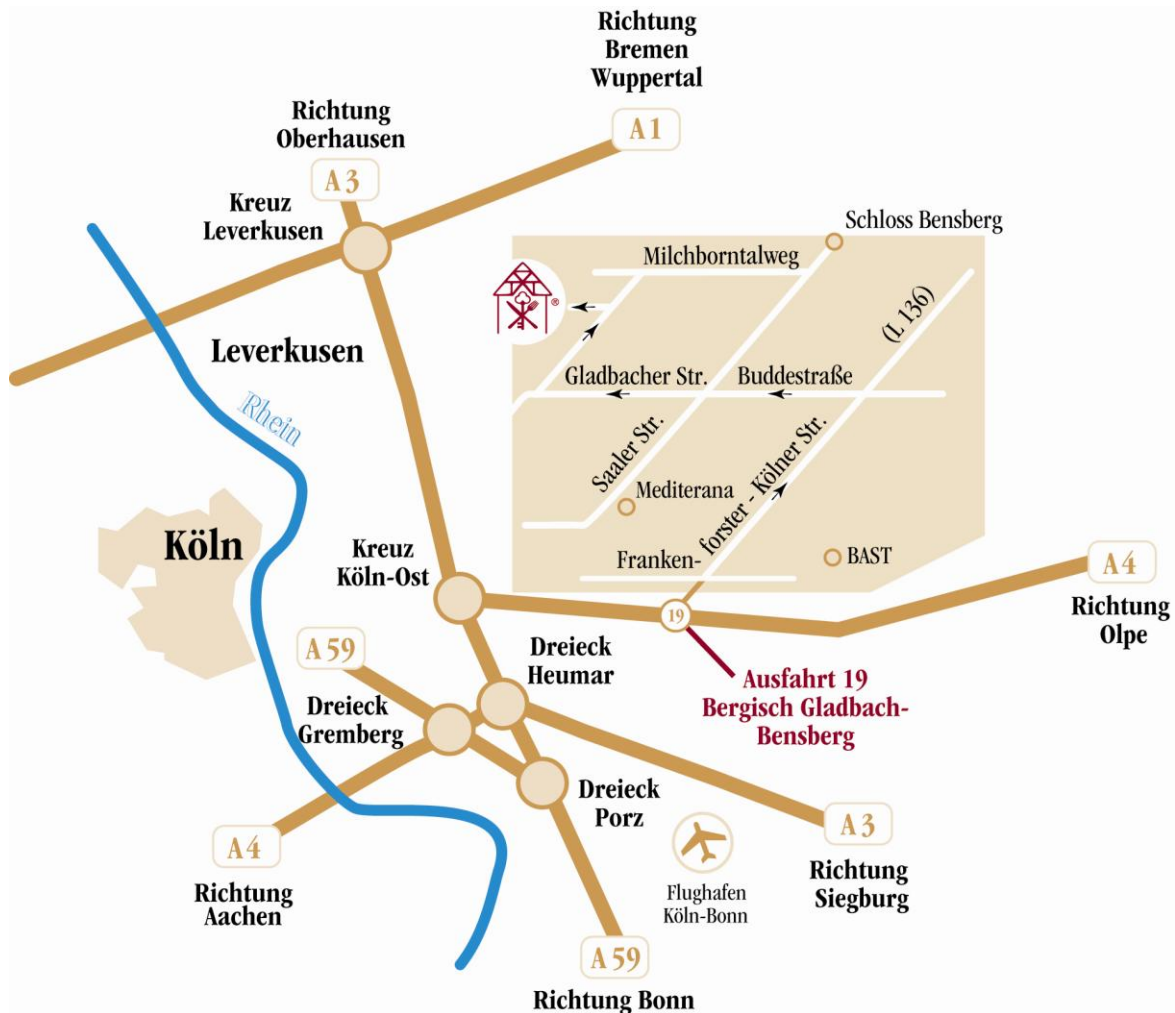 Richtung
Bremen
Wuppertal
Richtung
Oberhausen
A 1
A 3
Kreuz
Leverkusen
Schloss Bensberg
Milchborntalweg
®
(L 136)
Leverkusen
Gladbacher Str.
Buddestraße
Rhein
Saaler Str.
Mediterana
Köln
Kreuz
Köln-Ost
Franken-
forster - Kölner Str.
BAST
A 4
Richtung
Olpe
19
A 59
Dreieck
Heumar
Ausfahrt 19
Bergisch Gladbach-
Bensberg
Dreieck
Gremberg
Dreieck
Porz
A 4
A 3
Richtung
Aachen
Flughafen
Köln-Bonn
Richtung
Siegburg
A 59
Richtung Bonn